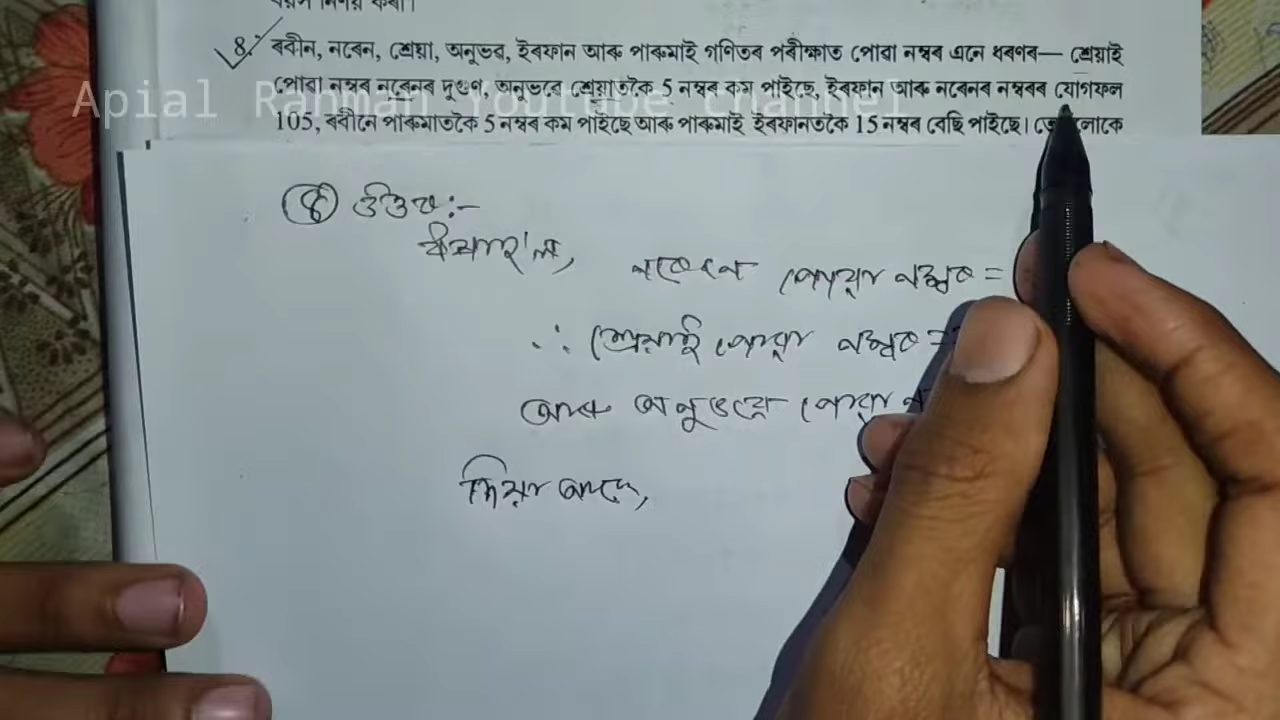 বয়স নিৰ্ণয় কৰা।
8. ৰবীন, নৰেন, শ্ৰেয়া, অনুভৱ, ইৰফান আৰু পাৰুমাই গণিতৰ পৰীক্ষাত পোৱা নম্বৰ এনে ধৰণৰ— শ্ৰেয়াই
পোৱা নম্বৰ নৰেনৰ দুগুণ, অনুভৱে শ্ৰেয়াতকৈ 5 নম্বৰ কম পাইছে, ইৰফান আৰু নৰেনৰ নম্বৰৰ যোগফল
Apial Rahman YouTube channel
105, ৰবীনে পাৰুমাতকৈ 5 নম্বৰ কম পাইছে আৰু পাৰুমাই ইৰফানতকৈ 15 নম্বৰ বেছি পাইছে।
8 উত্তৰ :-
ধৰাহ'ল, নৰেনে পোৱা নম্বৰ =
∴ শ্ৰেয়াই পোৱা নম্বৰ =
আৰু অনুভৱে পোৱা
দিয়া আছে,